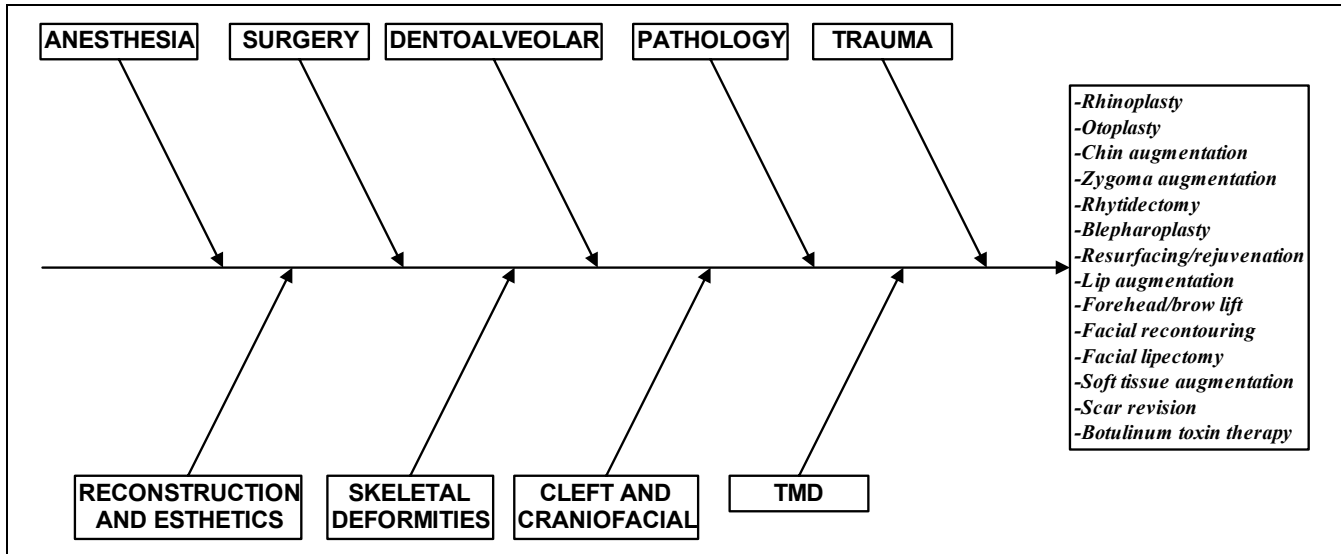 ANESTHESIA
SURGERY
DENTOALVEOLAR
PATHOLOGY
TRAUMA
-Rhinoplasty
-Otoplasty
-Chin augmentation
-Zygoma augmentation
-Rhytidectomy
-Blepharoplasty
-Resurfacing/rejuvenation
-Lip augmentation
-Forehead/brow lift
-Facial recontouring
-Facial lipectomy
-Soft tissue augmentation
-Scar revision
-Botulinum toxin therapy
RECONSTRUCTION
AND ESTHETICS
SKELETAL
DEFORMITIES
CLEFT AND
CRANIOFACIAL
TMD